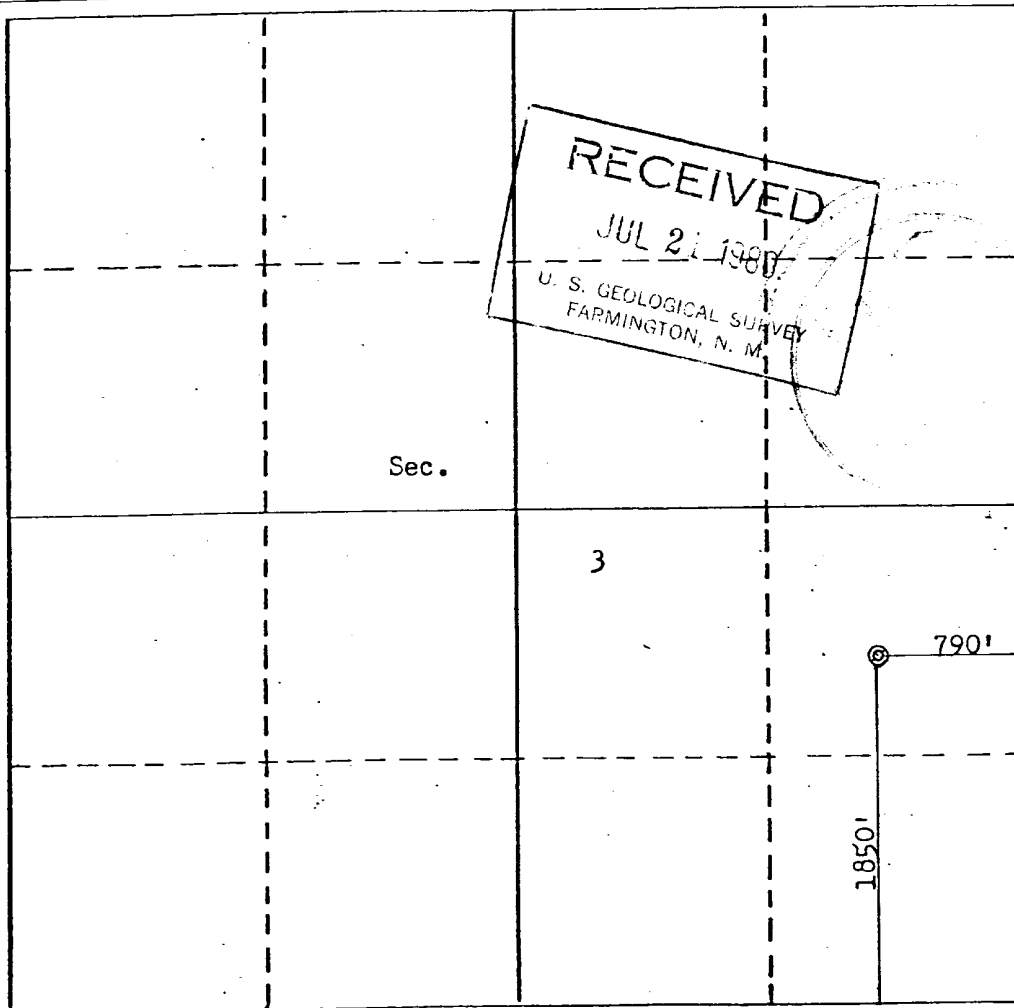 RECEIVED
JUL 21 1980
U. S. GEOLOGICAL SURVEY
FARMINGTON, N. M.
Sec.
3
790'
1850'